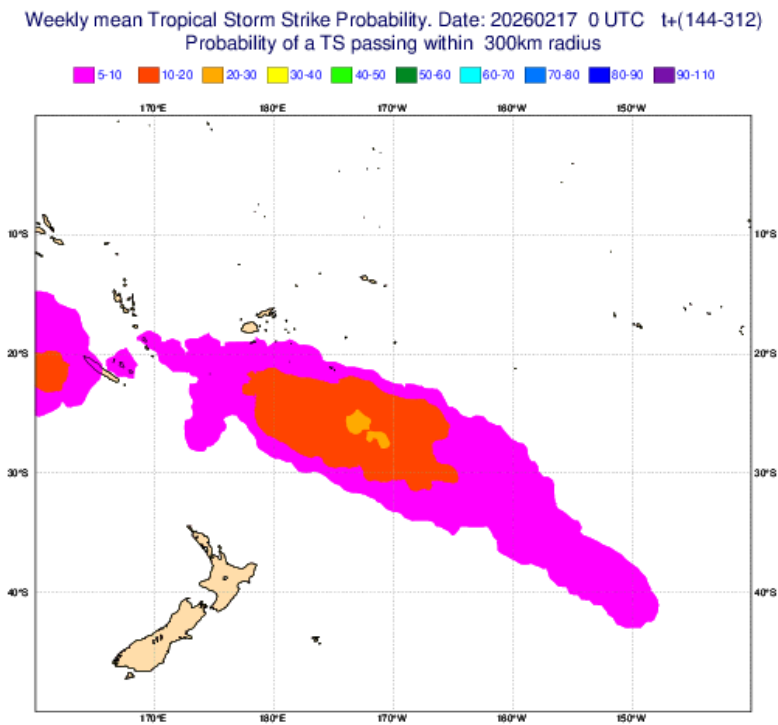 Weekly mean Tropical Storm Strike Probability. Date: 20260217 0 UTC t+(144-312)
Probability of a TS passing within 300km radius
5-10 10-20 20-30 30-40 40-50 50-60 60-70 70-80 80-90 90-110
170°E 180°E 170°W 160°W 150°W
10°S 10°S
20°S 20°S
30°S 30°S
40°S 40°S
170°E 180°E 170°W 160°W 150°W